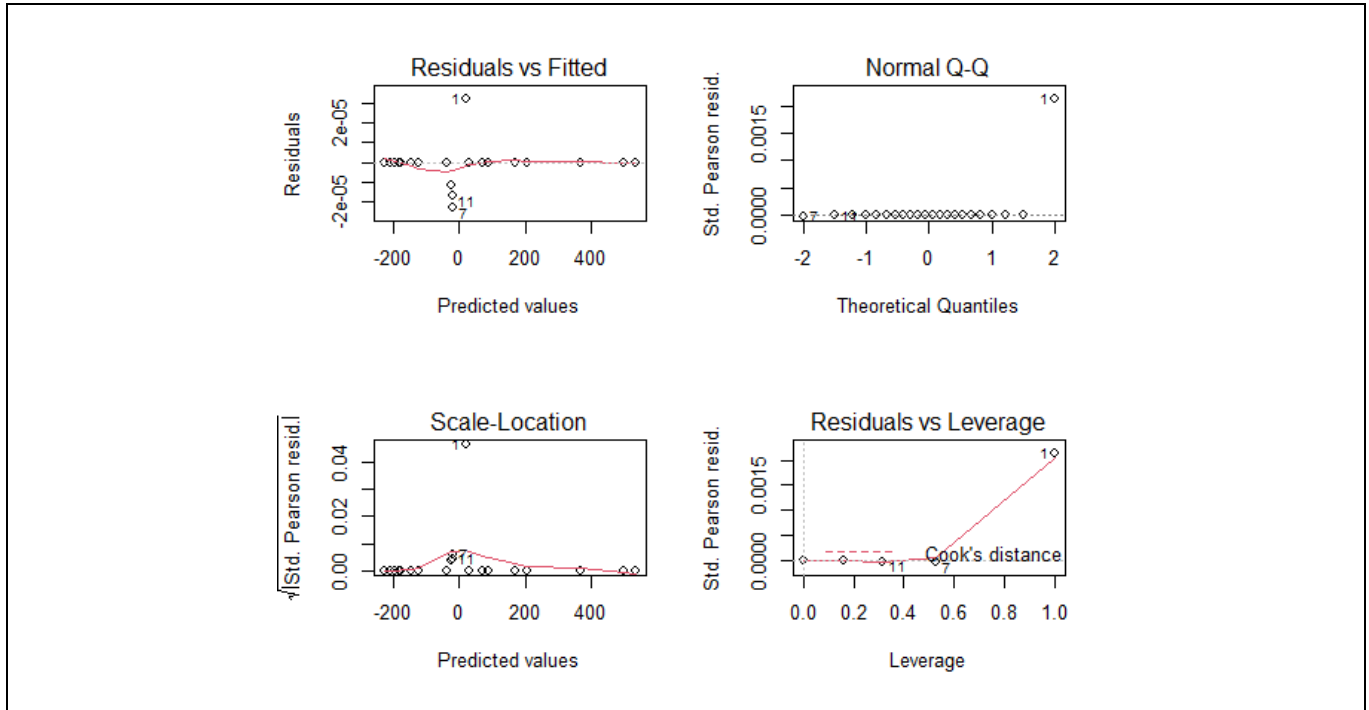 Residuals vs Fitted
Residuals
2e-05
-2e-05
1
11
7
-200 0 200 400
Predicted values
Normal Q-Q
Std. Pearson resid.
0.0015
0.0000
1
7
11
-2 -1 0 1 2
Theoretical Quantiles
Scale-Location
√|Std. Pearson resid.|
0.04
0.02
0.00
1
7
11
-200 0 200 400
Predicted values
Residuals vs Leverage
Std. Pearson resid.
0.0015
0.0000
1
Cook's distance
11
7
0.0 0.2 0.4 0.6 0.8 1.0
Leverage